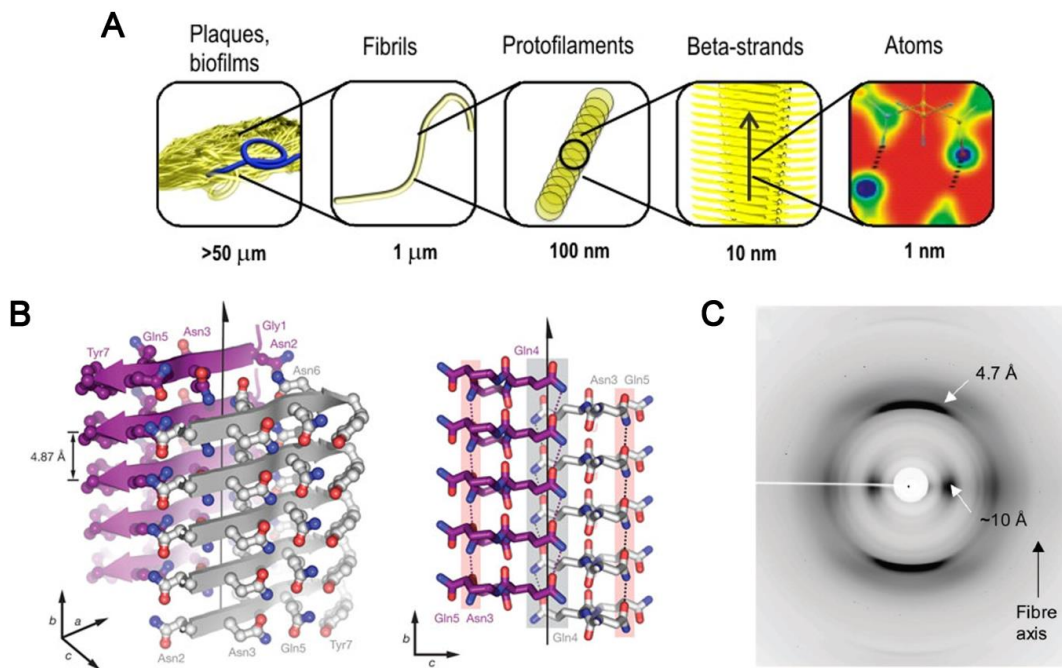 A
Plaques,
biofilms
Fibrils
Protofilaments
Beta-strands
Atoms
>50 μm
1 μm
100 nm
10 nm
1 nm
B
Tyr7
Gln5
Asn3
Gly1
Asn2
Asn6
4.87 Å
b
a
c
Asn2
Asn3
Gln5
Tyr7
Gln4
Asn3
Gln5
Gln5
Asn3
Gln4
b
c
C
4.7 Å
~10 Å
Fibre
axis